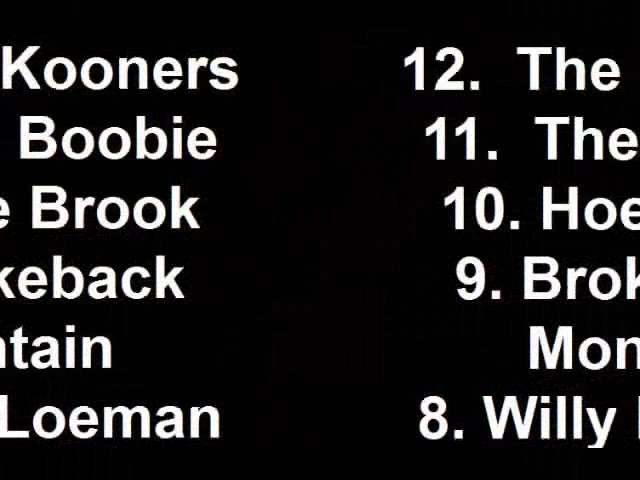 Kooners 12. The
Boobie 11. The
Brook 10. Hoe
keback 9. Brok
ntain Mon
Loeman 8. Willy